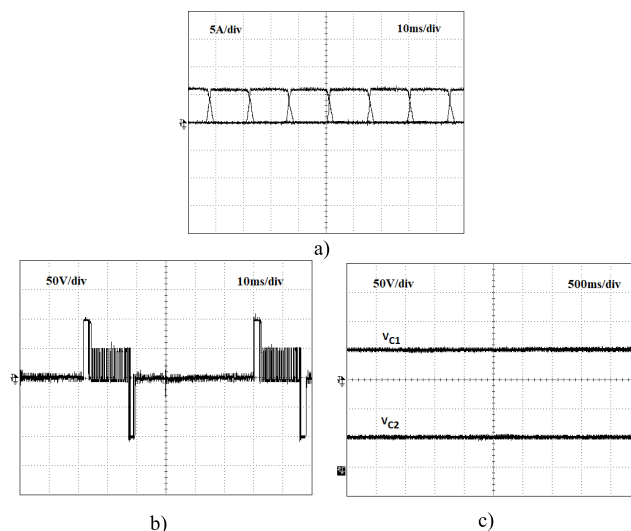 5A/div 10ms/div
a)
50V/div 10ms/div
50V/div 500ms/div
VC1
VC2
b) c)